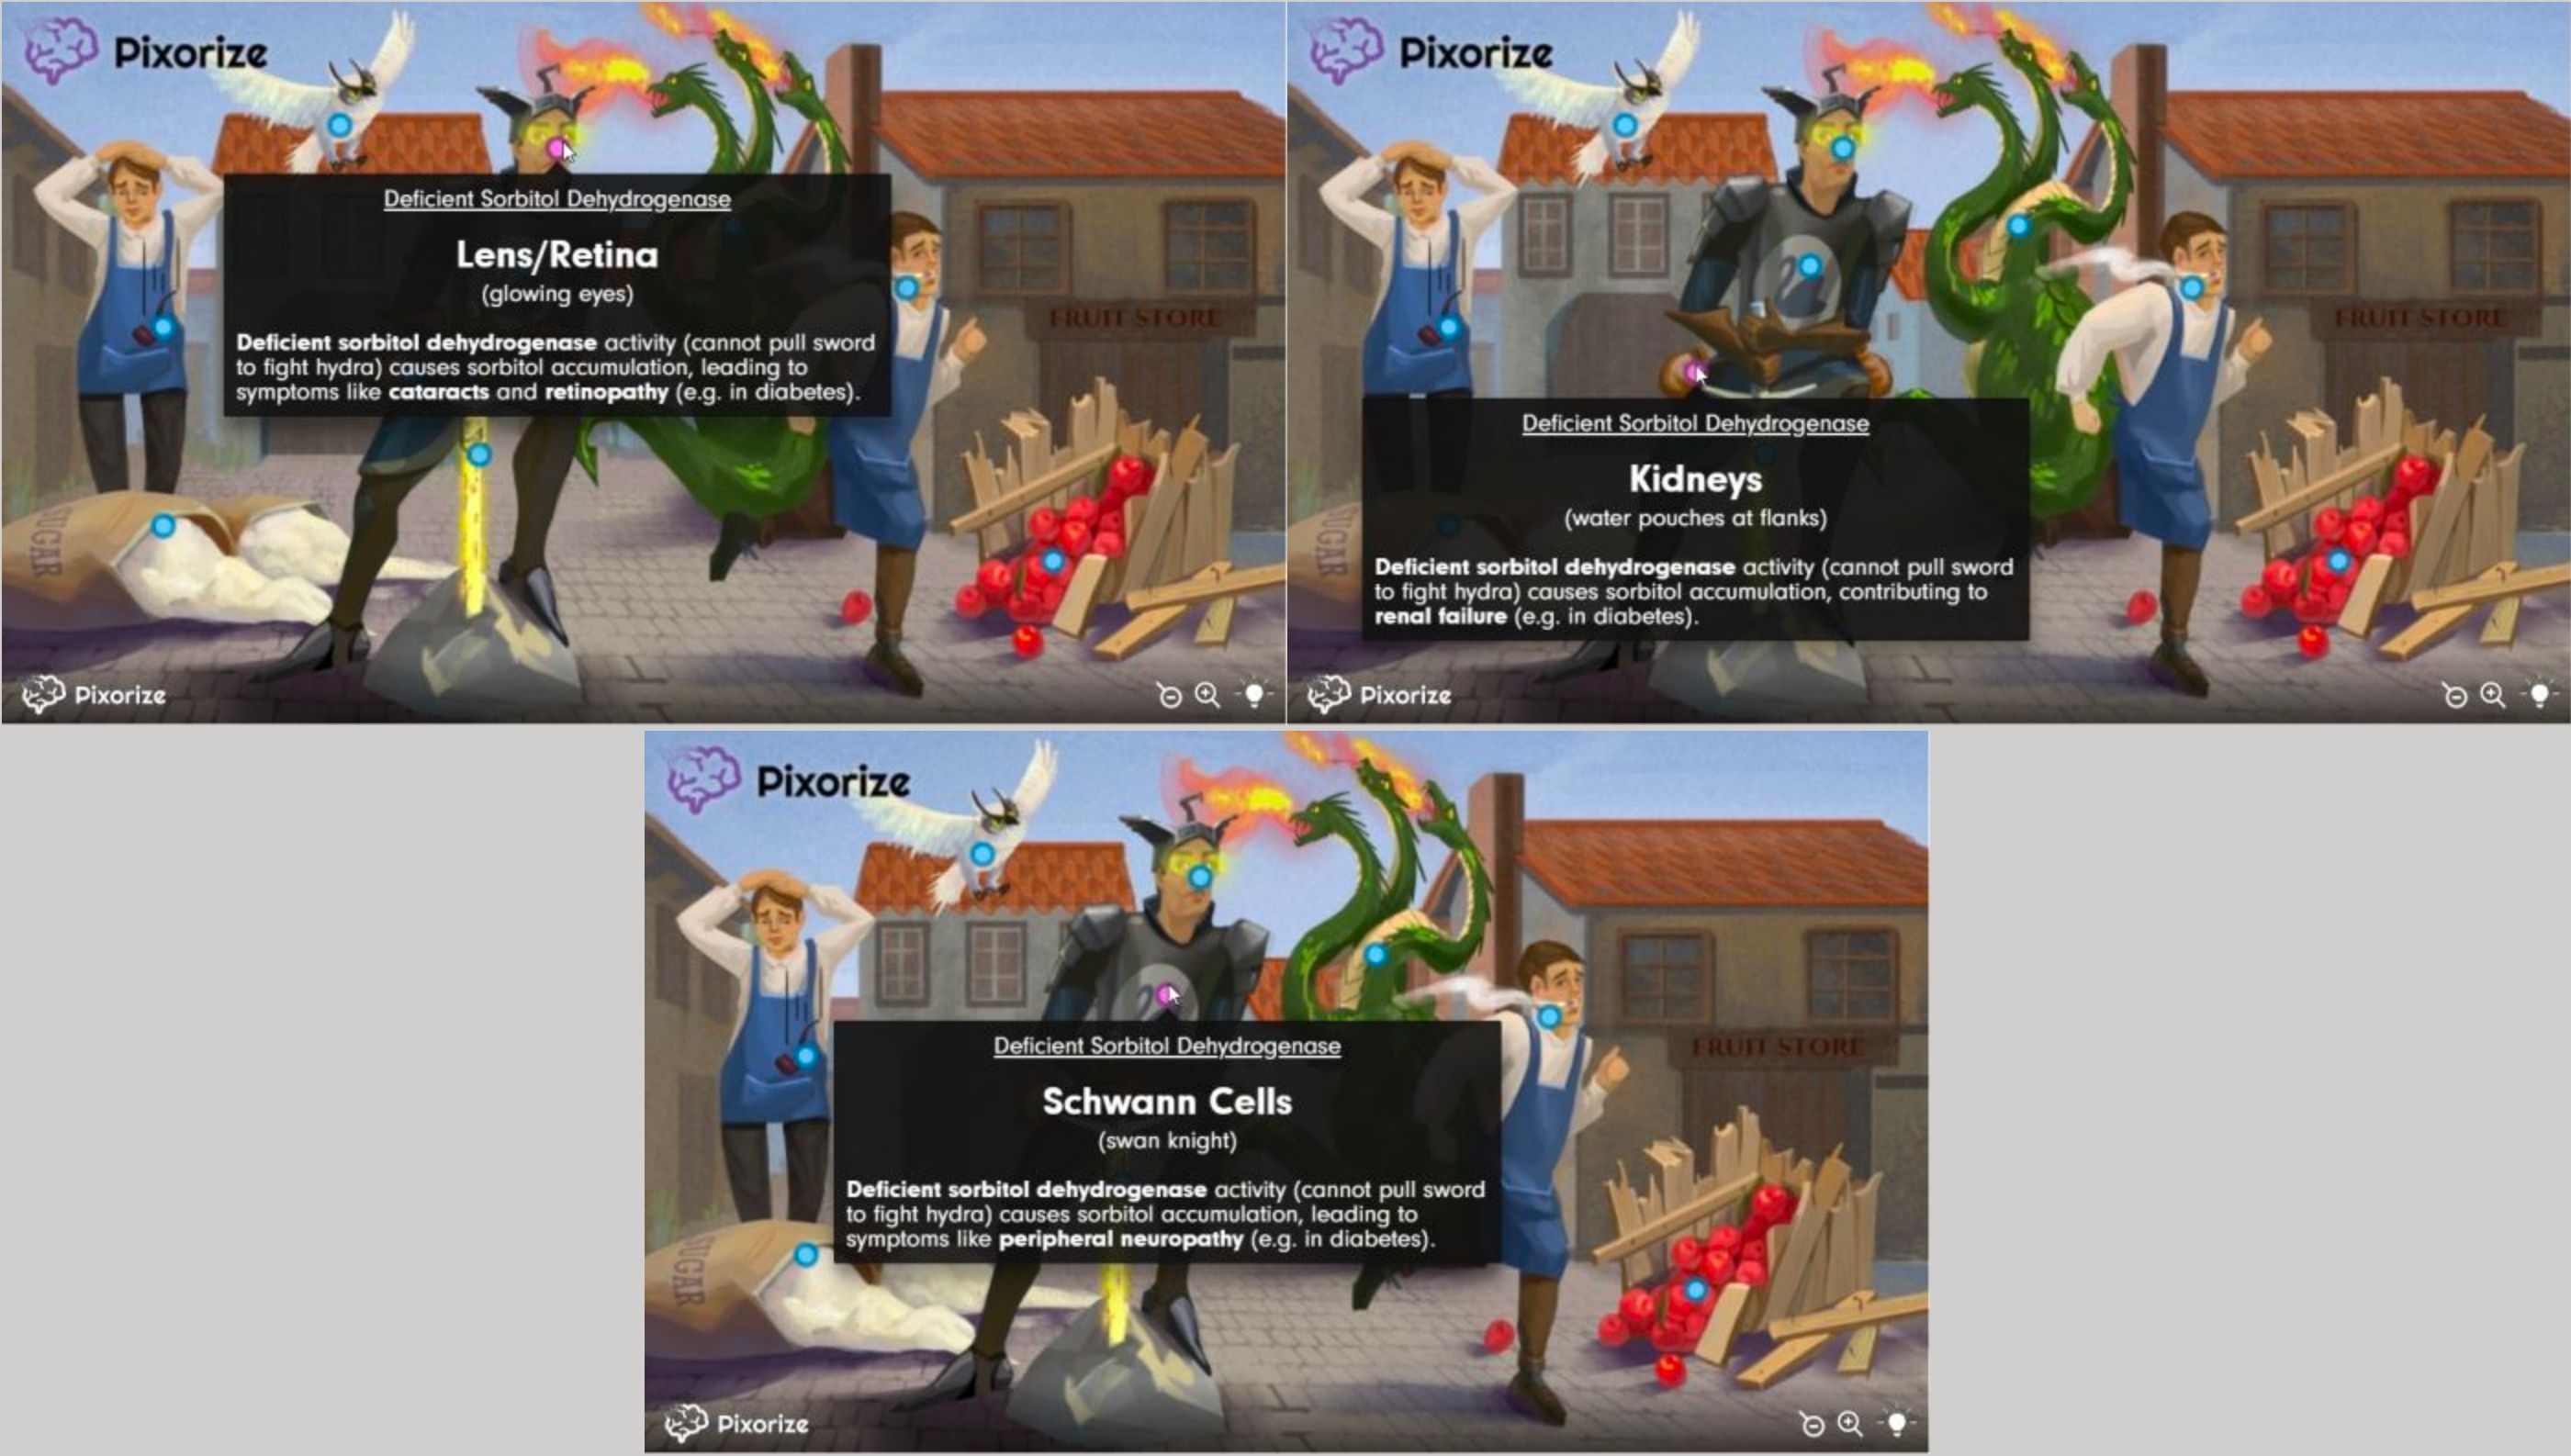 Pixorize
Deficient Sorbitol Dehydrogenase
Lens/Retina
(glowing eyes)
Deficient sorbitol dehydrogenase activity (cannot pull sword
to fight hydra) causes sorbitol accumulation, leading to
symptoms like cataracts and retinopathy (e.g. in diabetes).
FRUIT STORE
SUGAR
Pixorize
Pixorize
Deficient Sorbitol Dehydrogenase
Kidneys
(water pouches at flanks)
Deficient sorbitol dehydrogenase activity (cannot pull sword
to fight hydra) causes sorbitol accumulation, contributing to
renal failure (e.g. in diabetes).
FRUIT STORE
SUGAR
Pixorize
Pixorize
Deficient Sorbitol Dehydrogenase
Schwann Cells
(swan knight)
Deficient sorbitol dehydrogenase activity (cannot pull sword
to fight hydra) causes sorbitol accumulation, leading to
symptoms like peripheral neuropathy (e.g. in diabetes).
FRUIT STORE
SUGAR
Pixorize